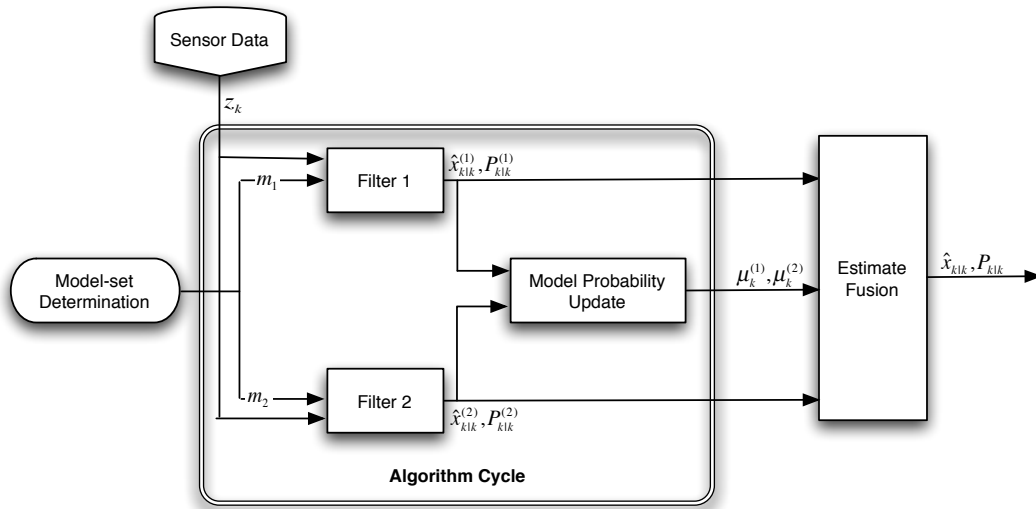 Sensor Data
z_k
Filter 1
x̂_{k|k}^{(1)}, P_{k|k}^{(1)}
m_1
Model-set
Determination
Model Probability
Update
μ_k^{(1)}, μ_k^{(2)}
Estimate
Fusion
x̂_{k|k}, P_{k|k}
m_2
Filter 2
x̂_{k|k}^{(2)}, P_{k|k}^{(2)}
Algorithm Cycle